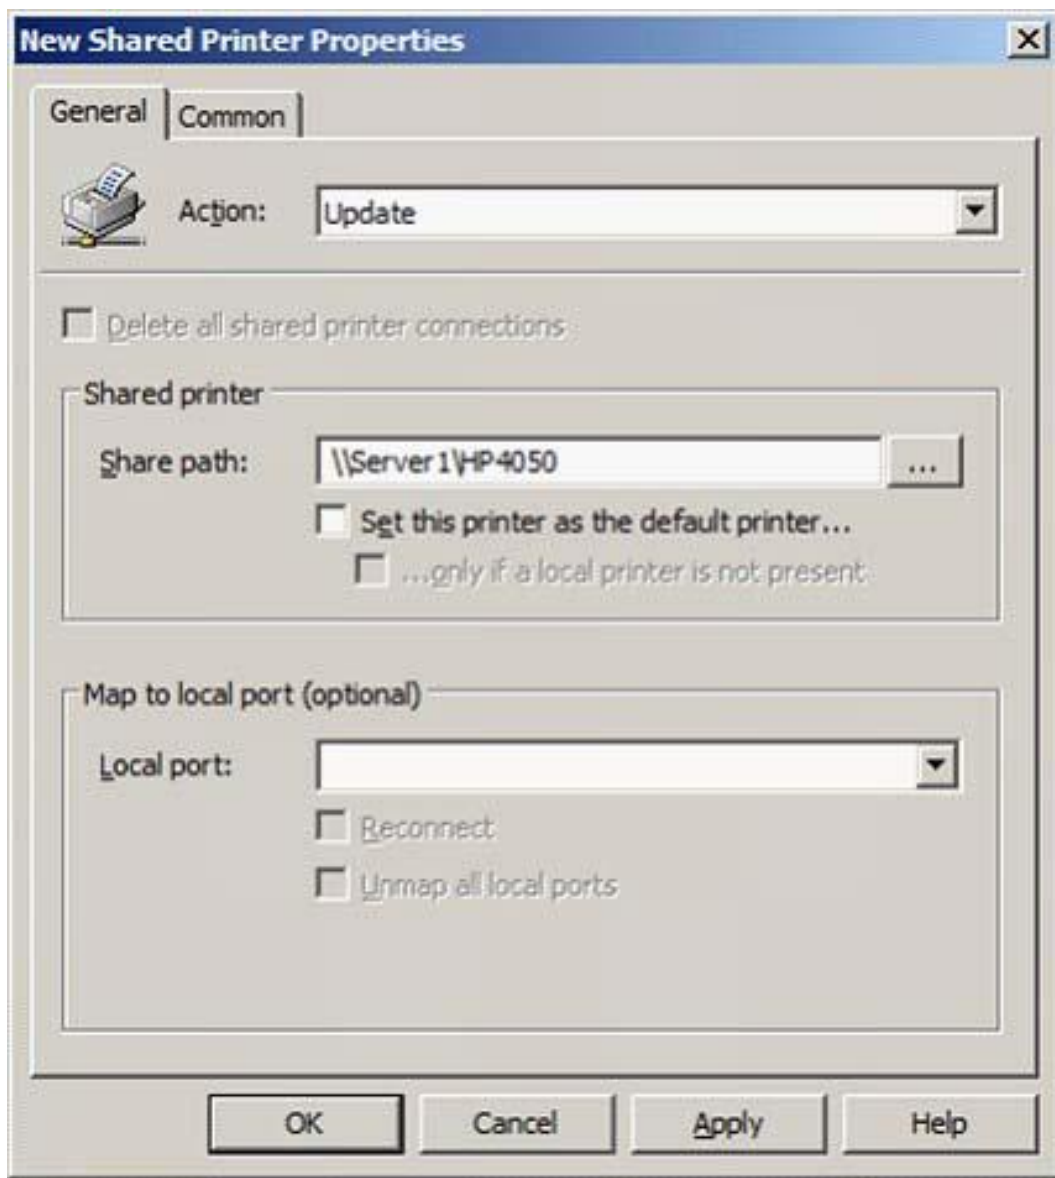 New Shared Printer Properties
General Common
Action: Update
Delete all shared printer connections
Shared printer
Share path: \\Server1\HP4050 ...
Set this printer as the default printer...
...only if a local printer is not present
Map to local port (optional)
Local port:
Reconnect
Unmap all local ports
OK Cancel Apply Help